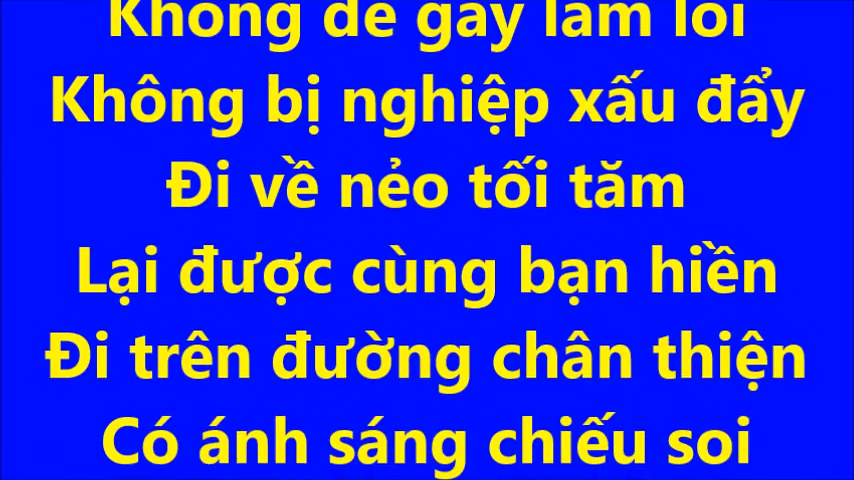 Không để gây lầm lỗi
Không bị nghiệp xấu đẩy
Đi về nẻo tối tăm
Lại được cùng bạn hiền
Đi trên đường chân thiện
Có ánh sáng chiếu soi